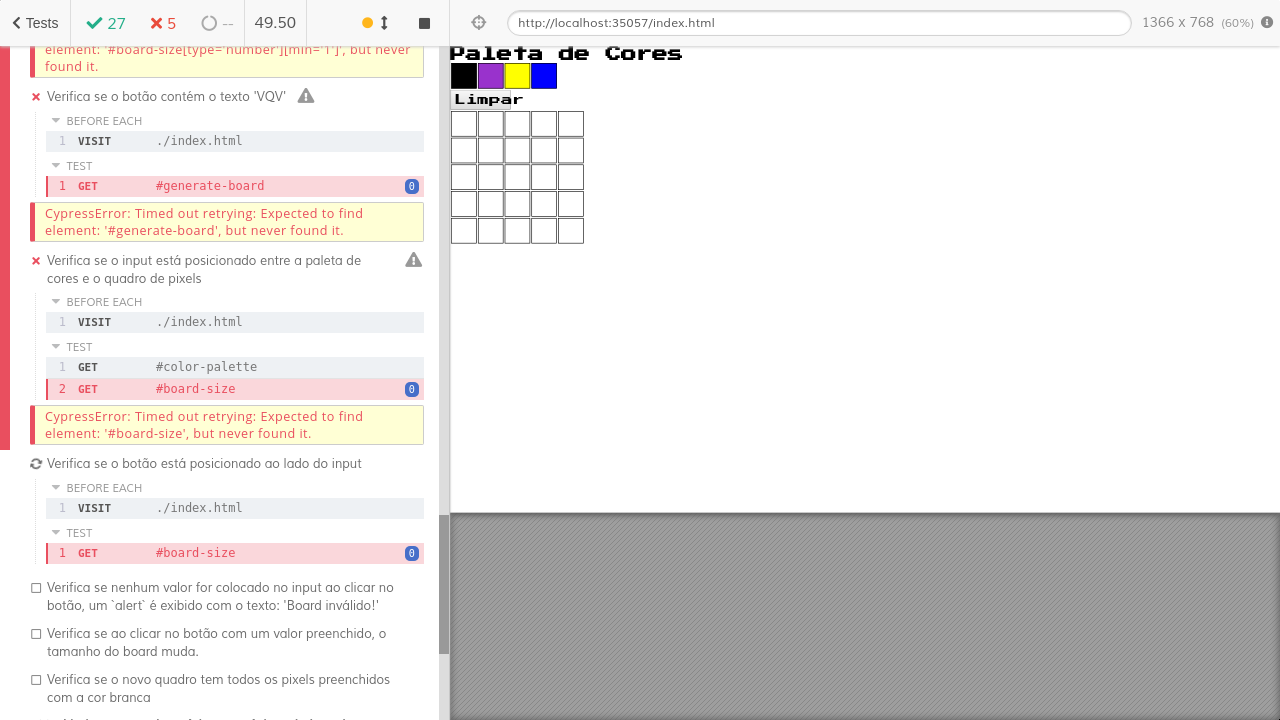 Tests
27
5
--
49.50
http://localhost:35057/index.html
1366 x 768 (60%)
element: '#board-size[type='number'][min='1']', but never
found it.
Verifica se o botão contém o texto 'VQV'
BEFORE EACH
1 VISIT ./index.html
TEST
1 GET #generate-board 0
CypressError: Timed out retrying: Expected to find
element: '#generate-board', but never found it.
Verifica se o input está posicionado entre a paleta de
cores e o quadro de pixels
BEFORE EACH
1 VISIT ./index.html
TEST
1 GET #color-palette
2 GET #board-size 0
CypressError: Timed out retrying: Expected to find
element: '#board-size', but never found it.
Verifica se o botão está posicionado ao lado do input
BEFORE EACH
1 VISIT ./index.html
TEST
1 GET #board-size 0
Verifica se nenhum valor for colocado no input ao clicar no
botão, um `alert` é exibido com o texto: 'Board inválido!'
Verifica se ao clicar no botão com um valor preenchido, o
tamanho do board muda.
Verifica se o novo quadro tem todos os pixels preenchidos
com a cor branca
Paleta de Cores
Limpar